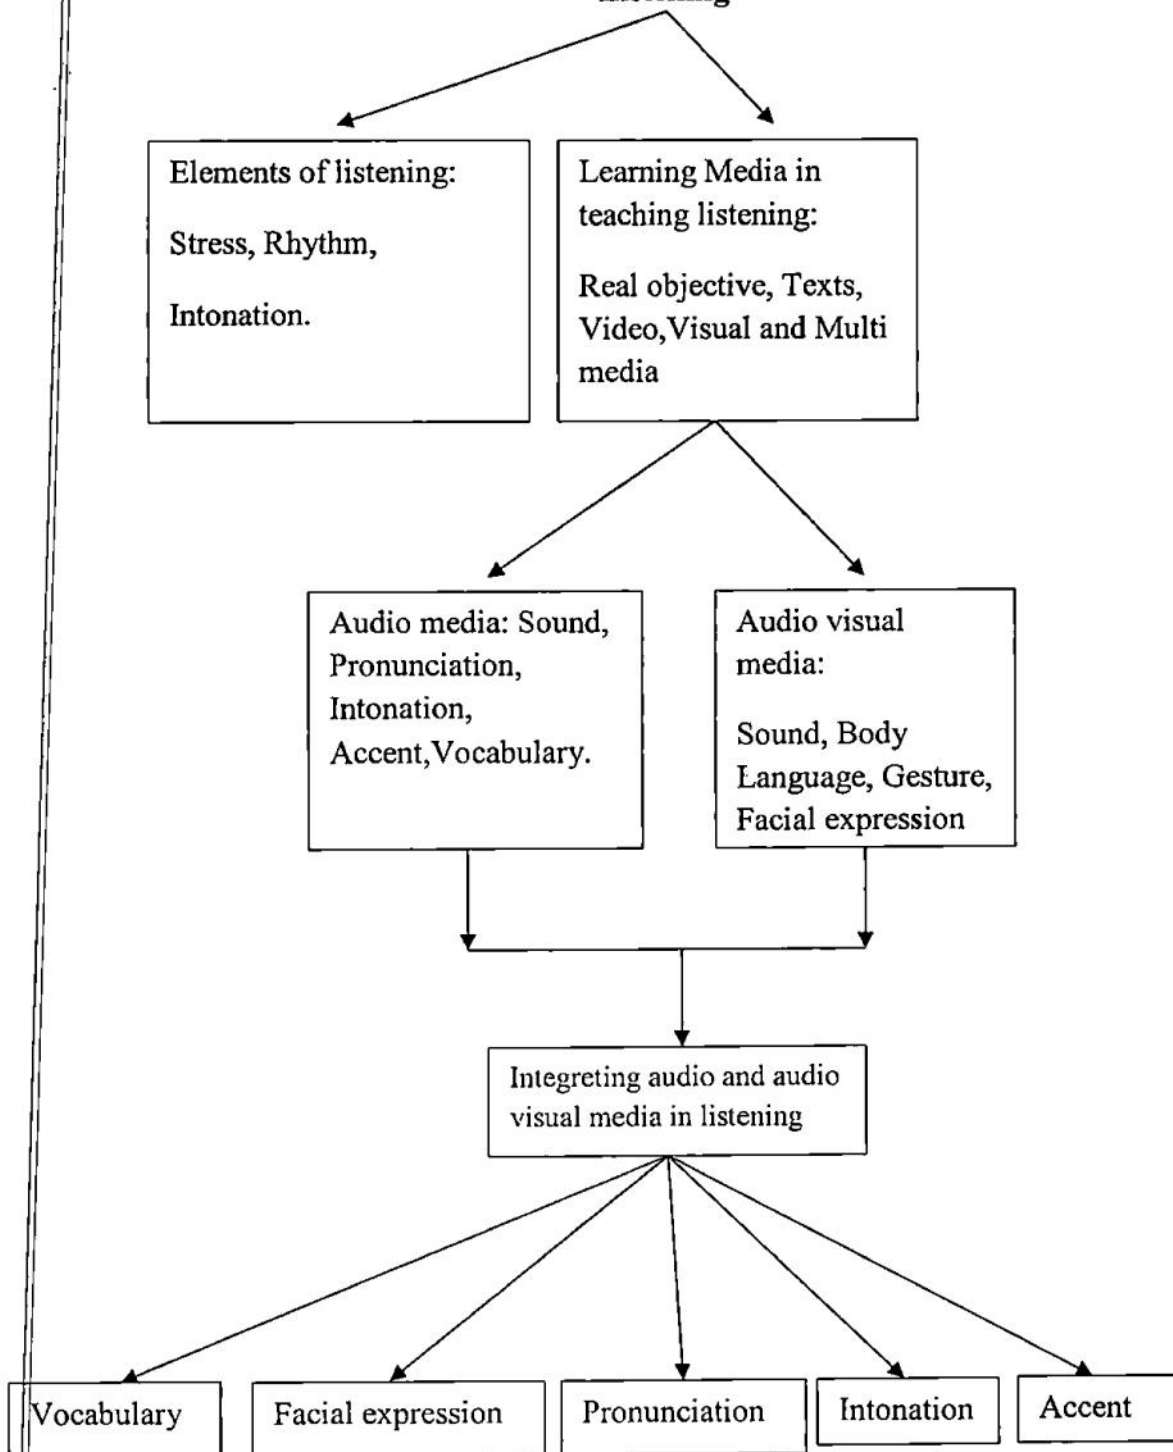 Elements of listening:
Stress, Rhythm,
Intonation.
Learning Media in
teaching listening:
Real objective, Texts,
Video,Visual and Multi
media
Audio media: Sound,
Pronunciation,
Intonation,
Accent,Vocabulary.
Audio visual
media:
Sound, Body
Language, Gesture,
Facial expression
Integreting audio and audio
visual media in listening
Vocabulary
Facial expression
Pronunciation
Intonation
Accent